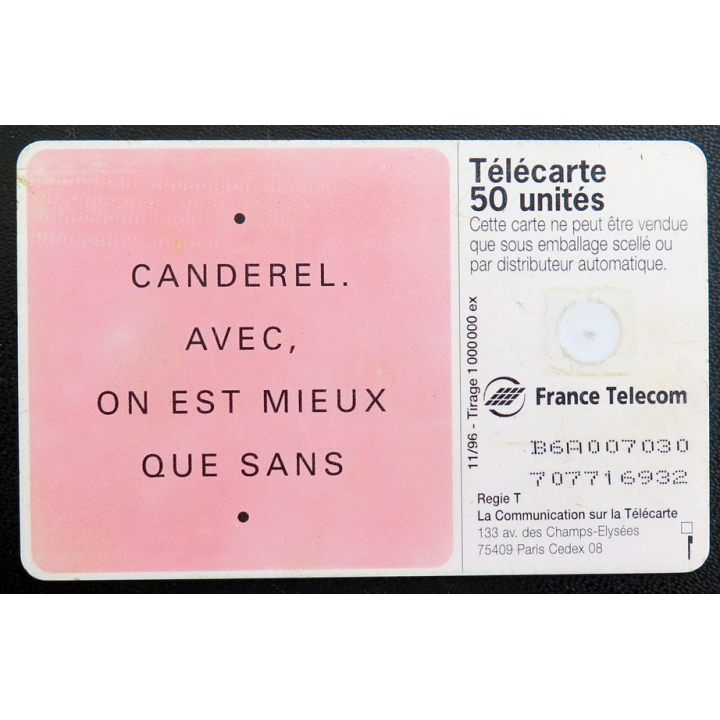 CANDEREL.
AVEC,
ON EST MIEUX
QUE SANS
Télécarte
50 unités
Cette carte ne peut être vendue
que sous emballage scellé ou
par distributeur automatique.
11/96 - Tirage 1 000 000 ex
France Telecom
B6A007030
707716932
Regie T
La Communication sur la Télécarte
133 av. des Champs-Elysées
75409 Paris Cedex 08